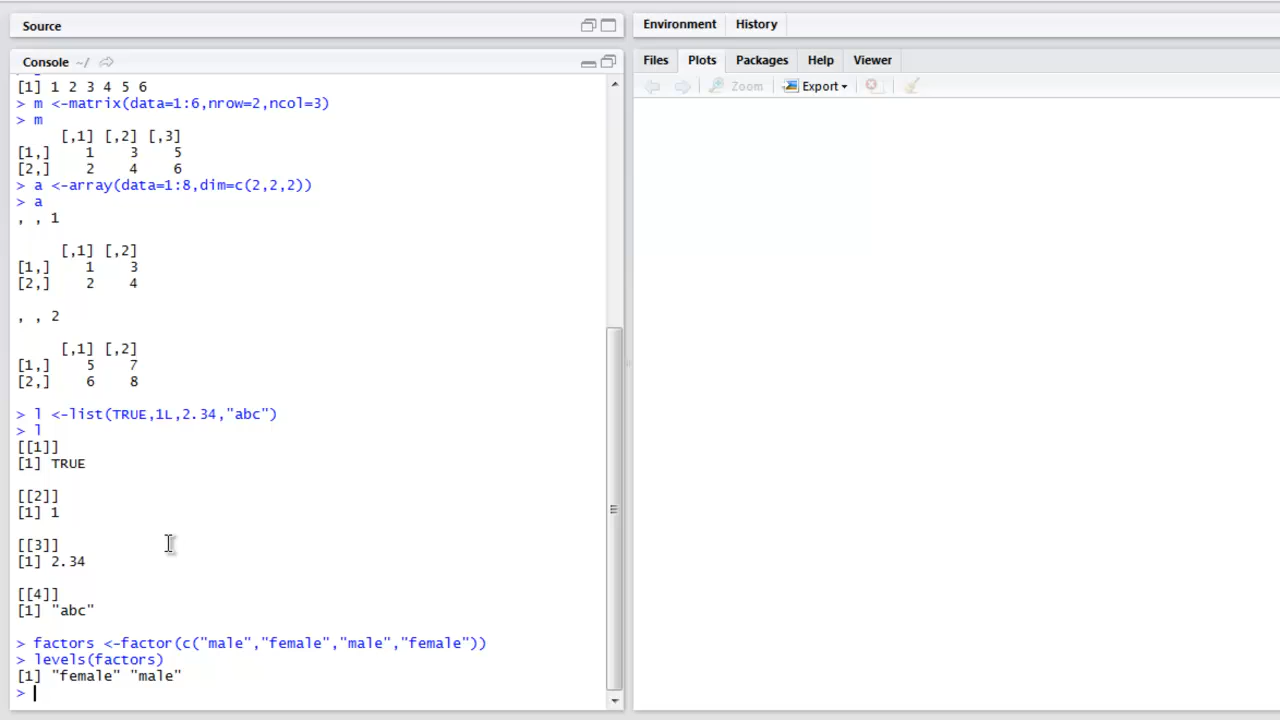 Source
Environment History
Console ~/
Files Plots Packages Help Viewer
Zoom Export
[1] 1 2 3 4 5 6
> m <-matrix(data=1:6,nrow=2,ncol=3)
> m
     [,1] [,2] [,3]
[1,]    1    3    5
[2,]    2    4    6
> a <-array(data=1:8,dim=c(2,2,2))
> a
, , 1
     [,1] [,2]
[1,]    1    3
[2,]    2    4
, , 2
     [,1] [,2]
[1,]    5    7
[2,]    6    8
> l <-list(TRUE,1L,2.34,"abc")
> l
[[1]]
[1] TRUE
[[2]]
[1] 1
[[3]]
[1] 2.34
[[4]]
[1] "abc"
> factors <-factor(c("male","female","male","female"))
> levels(factors)
[1] "female" "male"
>